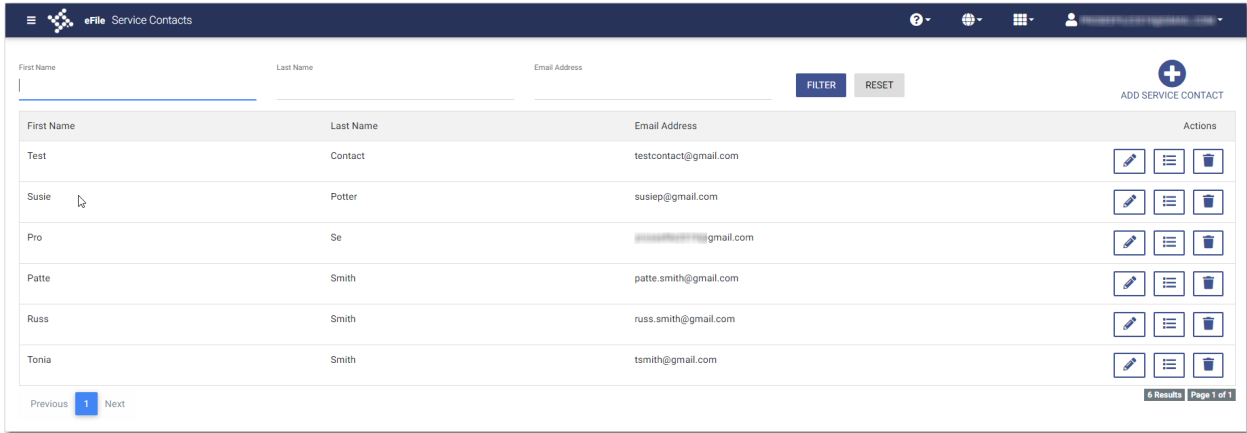 eFile Service Contacts
First Name Last Name Email Address
FILTER RESET
ADD SERVICE CONTACT
First Name Last Name Email Address Actions
Test Contact testcontact@gmail.com
Susie Potter susiep@gmail.com
Pro Se gmail.com
Patte Smith patte.smith@gmail.com
Russ Smith russ.smith@gmail.com
Tonia Smith tsmith@gmail.com
6 Results Page 1 of 1
Previous 1 Next